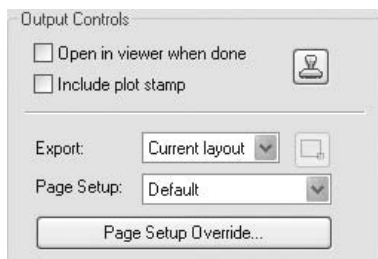 Output Controls
Open in viewer when done
Include plot stamp
Export: Current layout
Page Setup: Default
Page Setup Override...